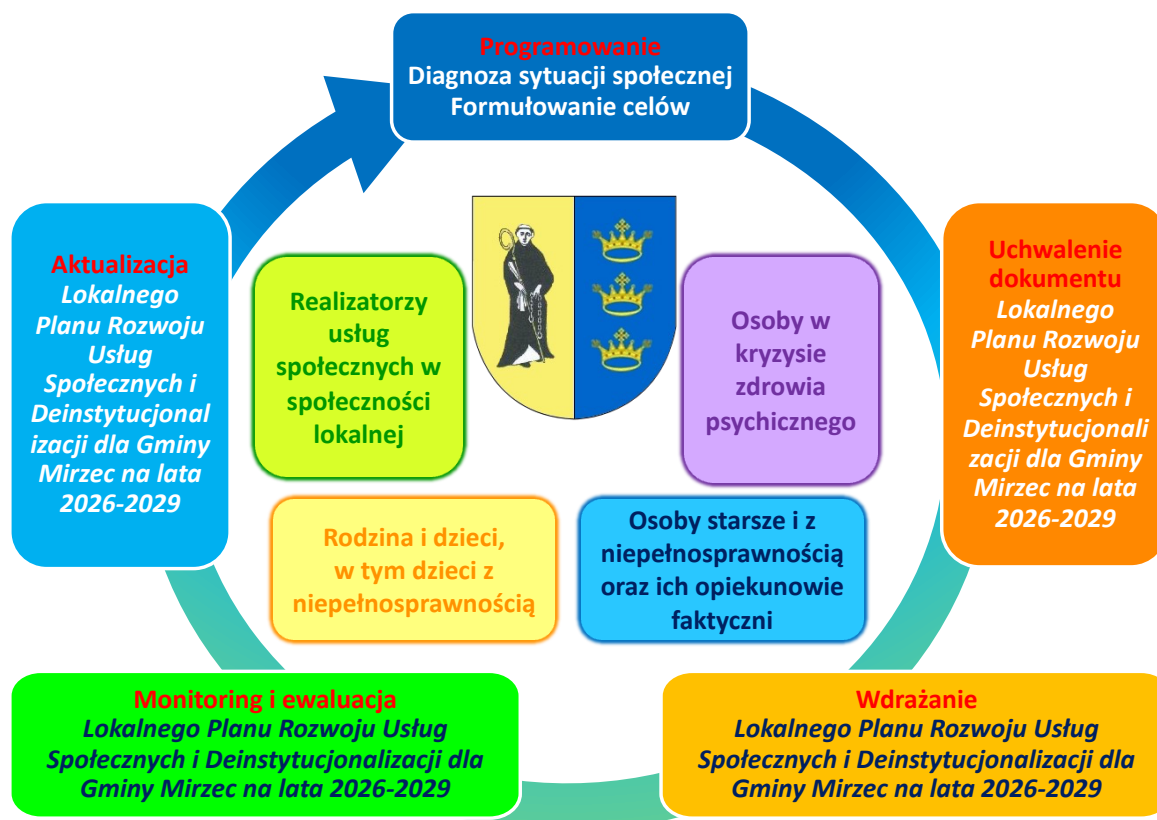 Programowanie
Diagnoza sytuacji społecznej
Formułowanie celów
Uchwalenie
dokumentu
Lokalnego
Planu Rozwoju
Usług
Społecznych i
Deinstytucjonali
zacji dla Gminy
Mirzec na lata
2026-2029
Wdrażanie
Lokalnego Planu Rozwoju Usług
Społecznych i Deinstytucjonalizacji dla
Gminy Mirzec na lata 2026-2029
Monitoring i ewaluacja
Lokalnego Planu Rozwoju Usług
Społecznych i Deinstytucjonalizacji dla
Gminy Mirzec na lata 2026-2029
Aktualizacja
Lokalnego
Planu Rozwoju
Usług
Społecznych i
Deinstytucjonal
izacji dla Gminy
Mirzec na lata
2026-2029
Realizatorzy
usług
społecznych w
społeczności
lokalnej
Osoby w
kryzysie
zdrowia
psychicznego
Rodzina i dzieci,
w tym dzieci z
niepełnosprawnością
Osoby starsze i z
niepełnosprawnością
oraz ich opiekunowie
faktyczni